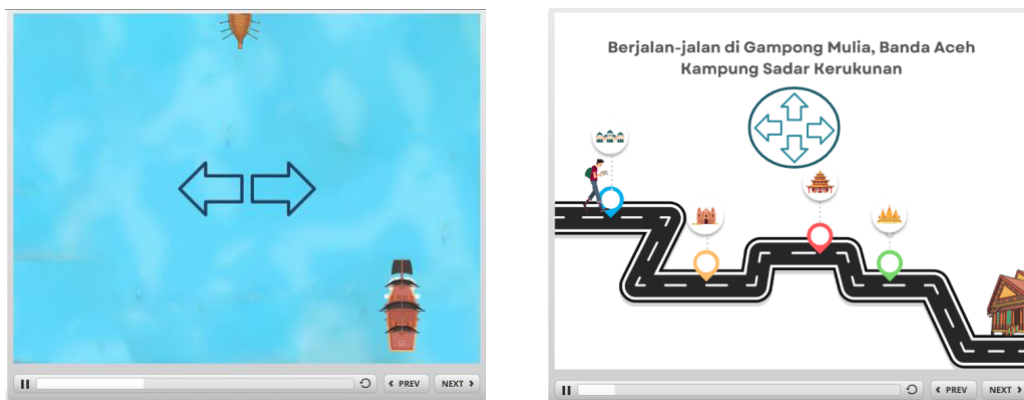 Berjalan-jalan di Gampong Mulia, Banda Aceh
Kampung Sadar Kerukunan
PREV
NEXT
PREV
NEXT